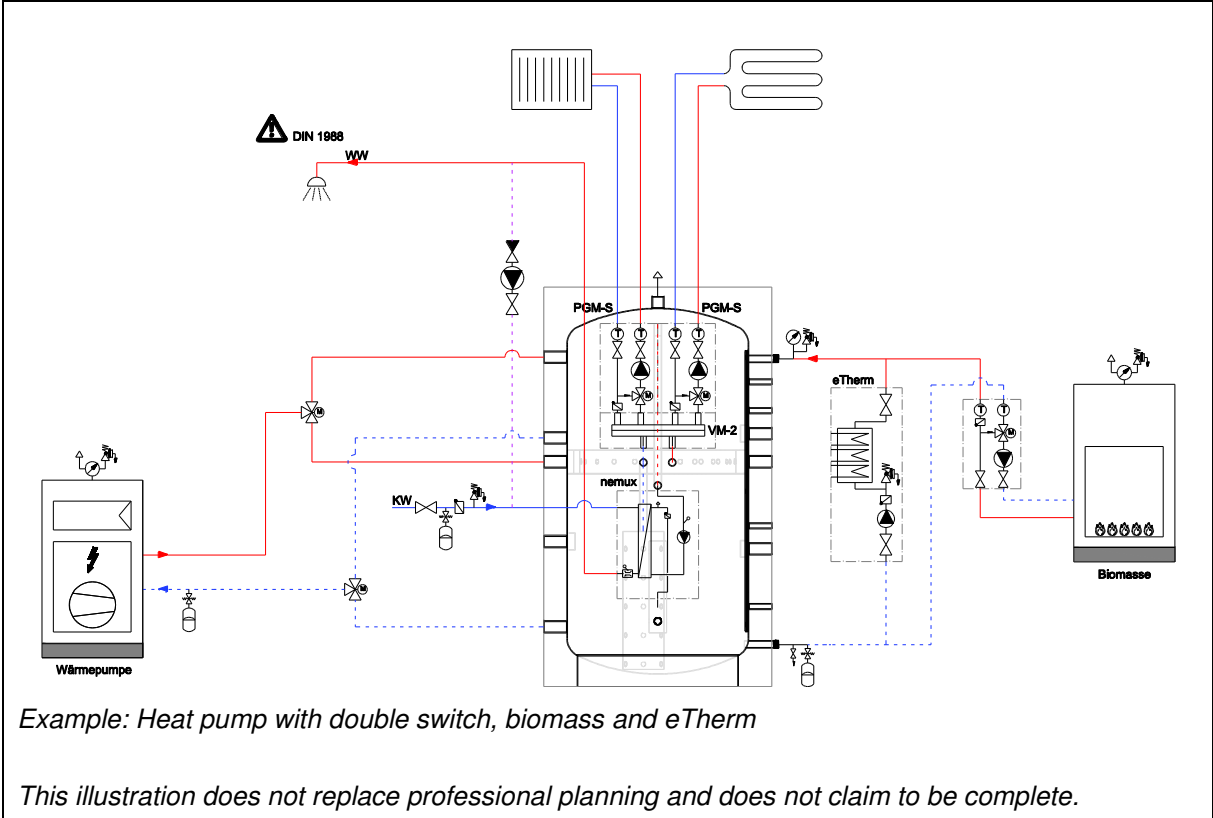 DIN 1988
WW
PGM-S
PGM-S
T
T
T
T
M
M
VM-2
eTherm
T
T
M
M
nemux
KW
M
Wärmepumpe
Biomasse
Example: Heat pump with double switch, biomass and eTherm
This illustration does not replace professional planning and does not claim to be complete.